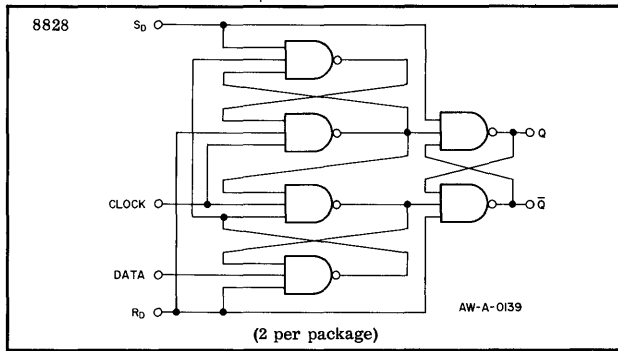 8828
S_D
Q
CLOCK
Q̄
DATA
R_D
AW-A-0139
(2 per package)